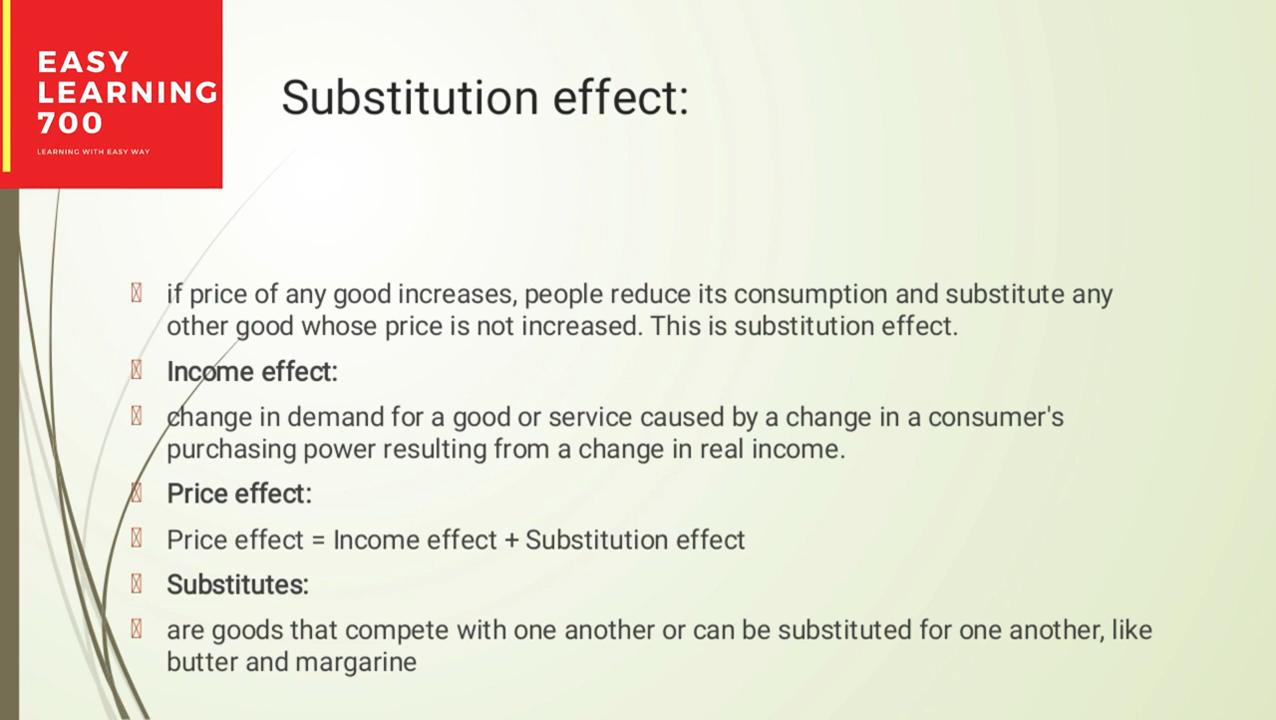 EASY
LEARNING
700
LEARNING WITH EASY WAY
Substitution effect:
if price of any good increases, people reduce its consumption and substitute any
other good whose price is not increased. This is substitution effect.
Income effect:
change in demand for a good or service caused by a change in a consumer's
purchasing power resulting from a change in real income.
Price effect:
Price effect = Income effect + Substitution effect
Substitutes:
are goods that compete with one another or can be substituted for one another, like
butter and margarine